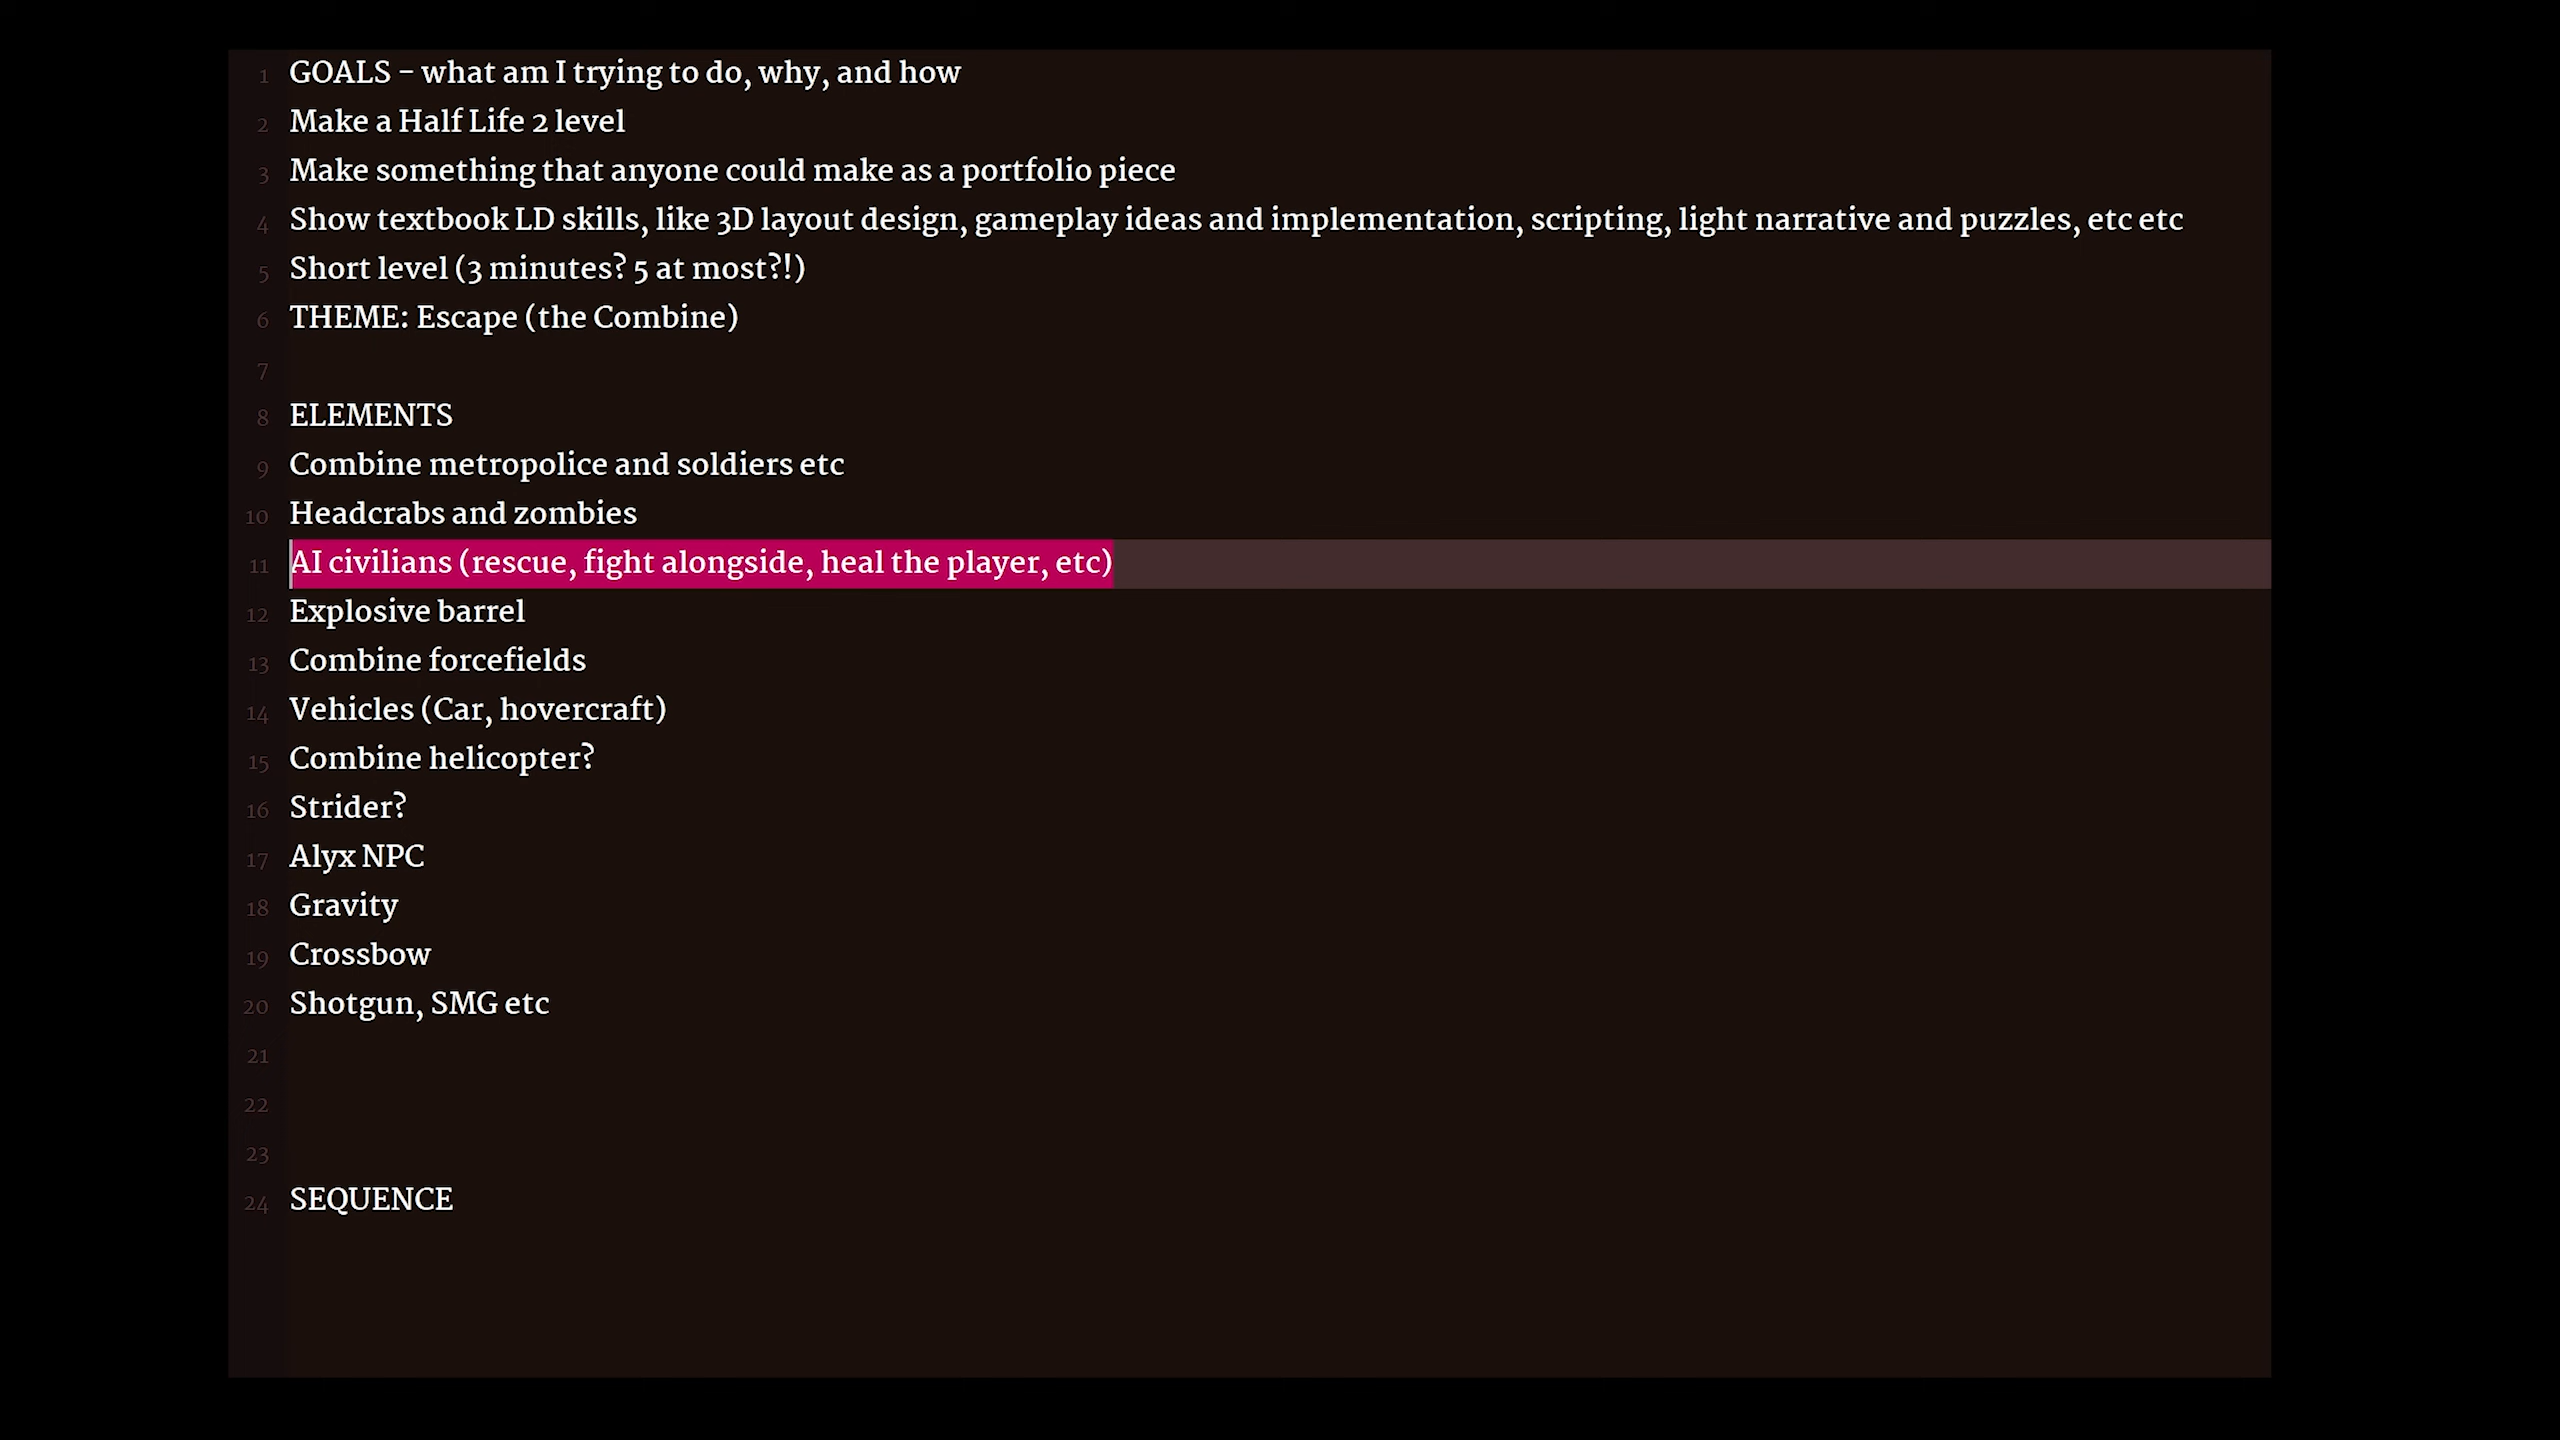 1 GOALS - what am I trying to do, why, and how
2 Make a Half Life 2 level
3 Make something that anyone could make as a portfolio piece
4 Show textbook LD skills, like 3D layout design, gameplay ideas and implementation, scripting, light narrative and puzzles, etc etc
5 Short level (3 minutes? 5 at most?!)
6 THEME: Escape (the Combine)
7
8 ELEMENTS
9 Combine metropolice and soldiers etc
10 Headcrabs and zombies
11 AI civilians (rescue, fight alongside, heal the player, etc)
12 Explosive barrel
13 Combine forcefields
14 Vehicles (Car, hovercraft)
15 Combine helicopter?
16 Strider?
17 Alyx NPC
18 Gravity
19 Crossbow
20 Shotgun, SMG etc
21
22
23
24 SEQUENCE